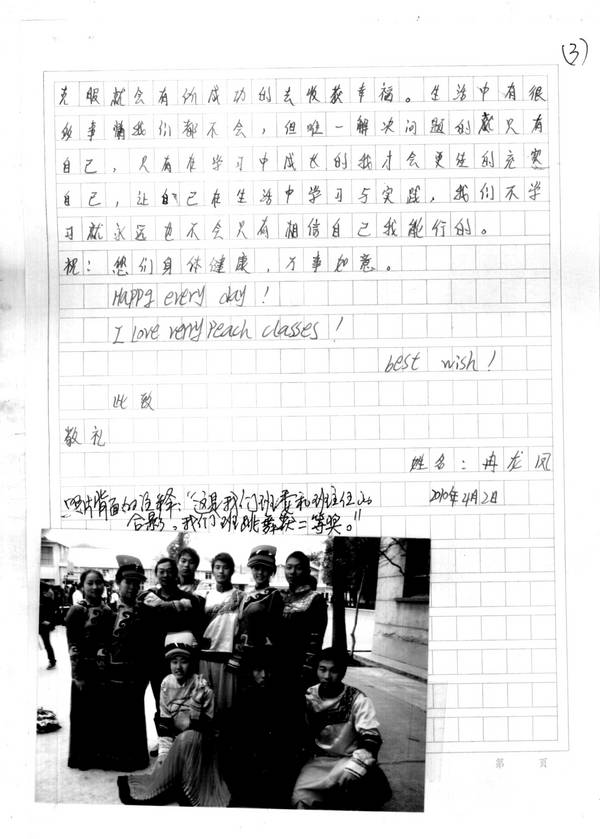 (3)
克服就会有价成功的去收获幸福。生活中有很
多事情我们都不会，但唯一解决问题的就只有
自己，只有在学习中成长的我才会更进的充实
自己，让自己在生活中学习与实践，我们不学
习就永远也不会只有相信自己我能行的。
祝：您们身体健康，万事如意。
Happy every day!
I Love very Peach classes!
best wish!
此致
敬礼
姓名：冉龙凤
2010年4月2日
照片背面的注释："这是我们班委和班主任的
合影。我们班跳舞获二等奖。"
第 页